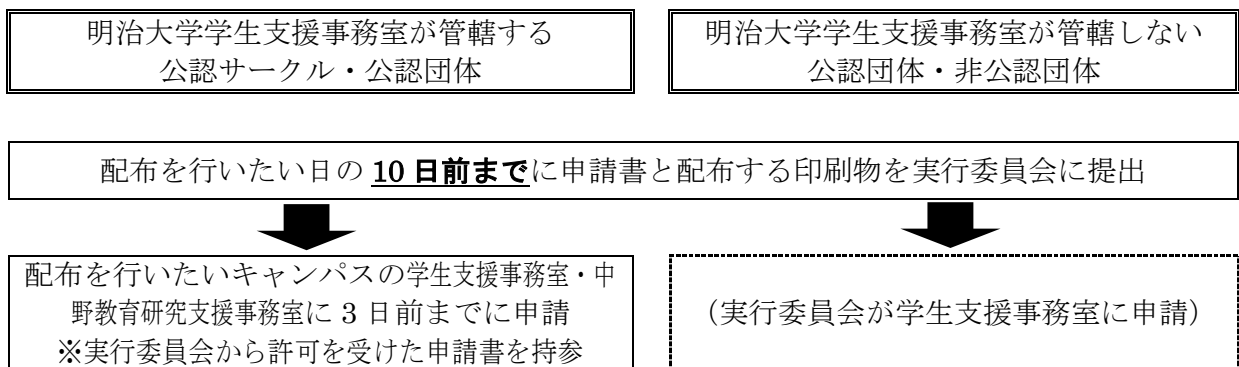 明治大学学生支援事務室が管轄する
公認サークル・公認団体
明治大学学生支援事務室が管轄しない
公認団体・非公認団体
配布を行いたい日の 10 日前までに申請書と配布する印刷物を実行委員会に提出
配布を行いたいキャンパスの学生支援事務室・中
野教育研究支援事務室に 3 日前までに申請
※実行委員会から許可を受けた申請書を持参
（実行委員会が学生支援事務室に申請）